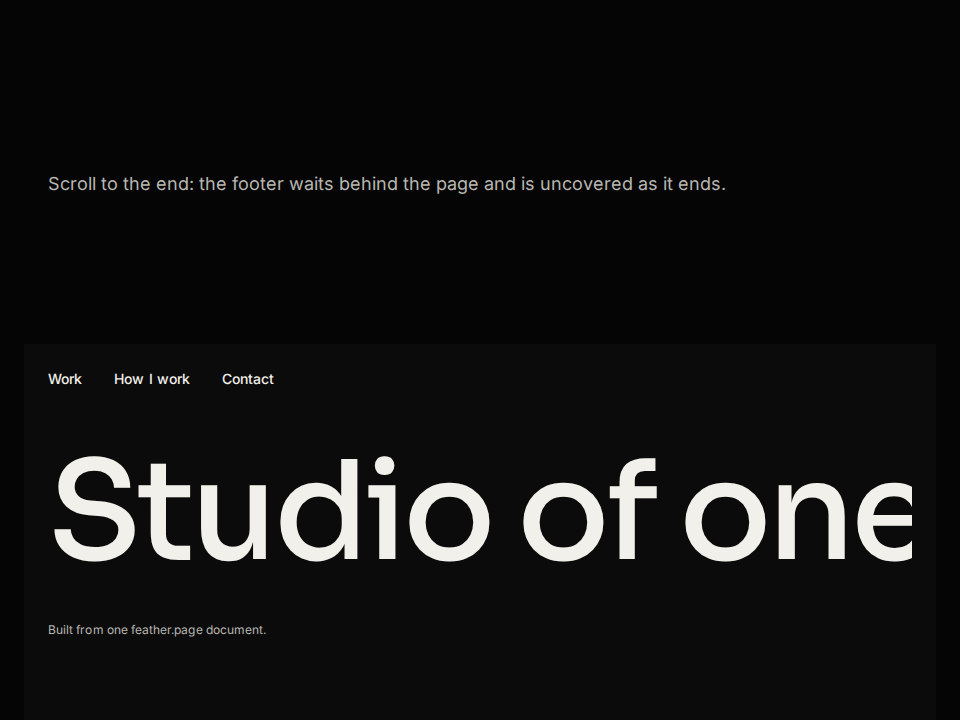 Scroll to the end: the footer waits behind the page and is uncovered as it ends.
Work How I work Contact
Studio of one
Built from one feather.page document.